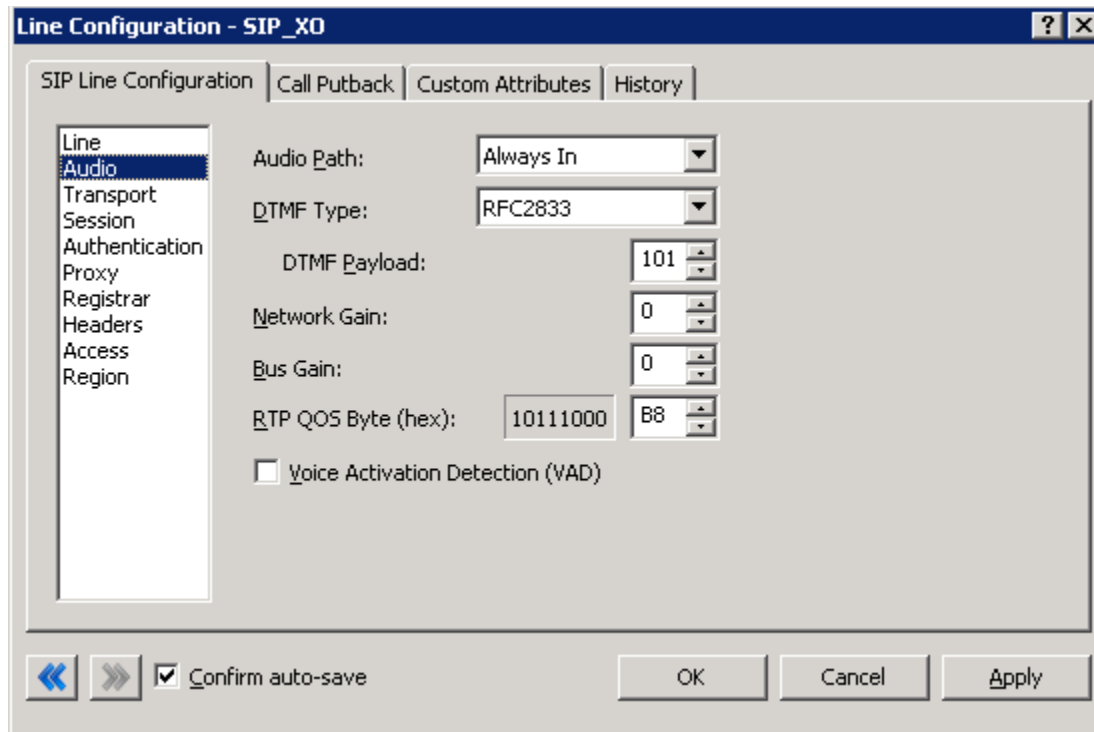 Line Configuration - SIP_XO
SIP Line Configuration
Call Putback
Custom Attributes
History
Line
Audio
Transport
Session
Authentication
Proxy
Registrar
Headers
Access
Region
Audio Path: Always In
DTMF Type: RFC2833
DTMF Payload: 101
Network Gain: 0
Bus Gain: 0
RTP QOS Byte (hex): 10111000 B8
Voice Activation Detection (VAD)
Confirm auto-save
OK
Cancel
Apply